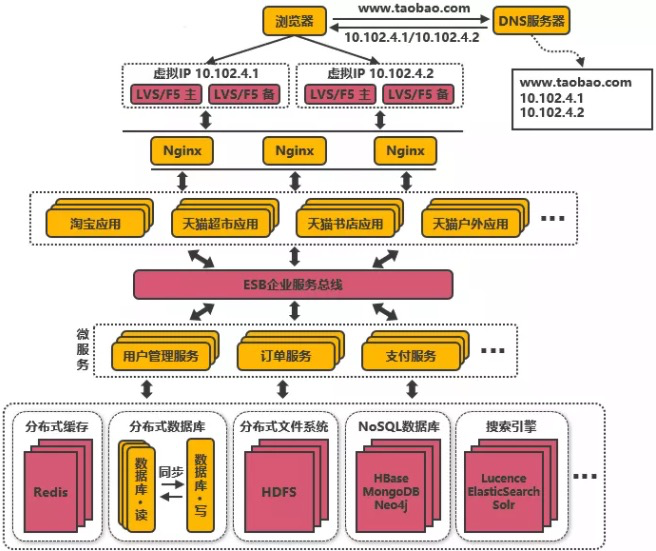 www.taobao.com
浏览器
DNS服务器
10.102.4.1/10.102.4.2
虚拟IP 10.102.4.1
虚拟IP 10.102.4.2
LVS/F5 主
LVS/F5 备
LVS/F5 主
LVS/F5 备
www.taobao.com
10.102.4.1
10.102.4.2
Nginx
Nginx
Nginx
淘宝应用
天猫超市应用
天猫书店应用
天猫户外应用
...
ESB企业服务总线
微服务
用户管理服务
订单服务
支付服务
...
分布式缓存
Redis
分布式数据库
数据库·读
同步
数据库·写
分布式文件系统
HDFS
NoSQL数据库
HBase
MongoDB
Neo4j
搜索引擎
Lucence
ElasticSearch
Solr
...